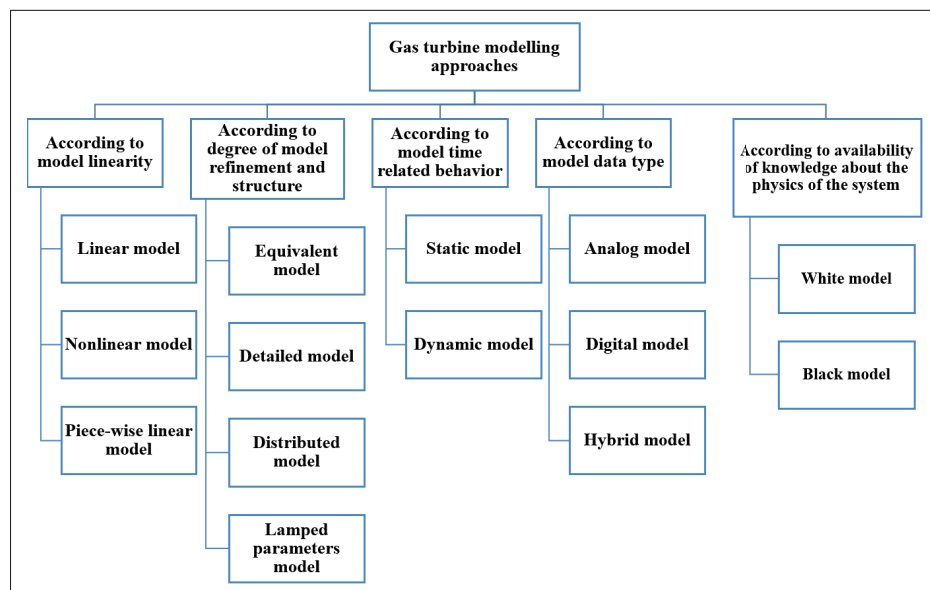 Gas turbine modelling
approaches
According to
model linearity
Linear model
Nonlinear model
Piece-wise linear
model
According to
degree of model
refinement and
structure
Equivalent
model
Detailed model
Distributed
model
Lamped
parameters
model
According to
model time
related behavior
Static model
Dynamic model
According to
model data type
Analog model
Digital model
Hybrid model
According to availability
of knowledge about the
physics of the system
White model
Black model